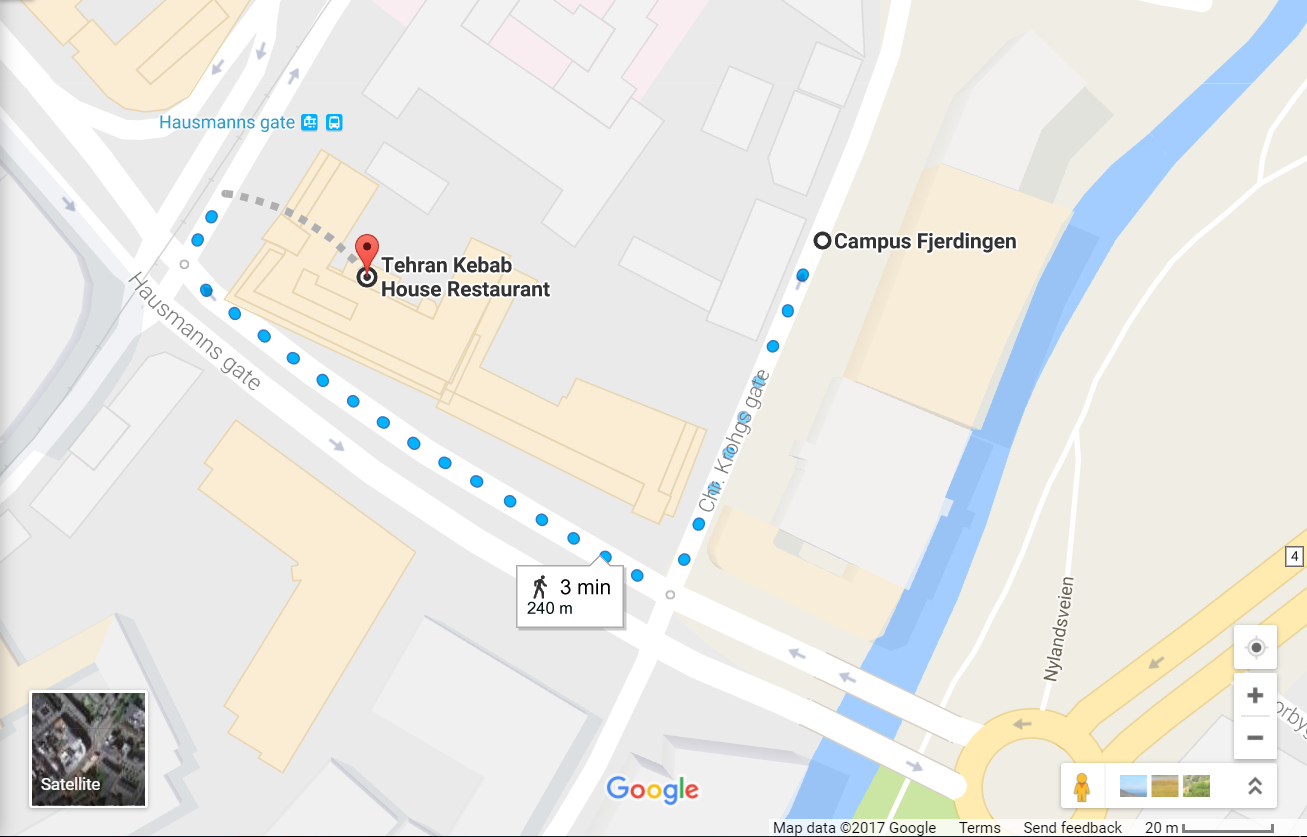 Hausmanns gate
Campus Fjerdingen
Tehran Kebab
House Restaurant
Hausmanns gate
Chr. Krohgs gate
4
3 min
240 m
Nylandsveien
Satellite
Google
Map data ©2017 Google Terms Send feedback 20 m